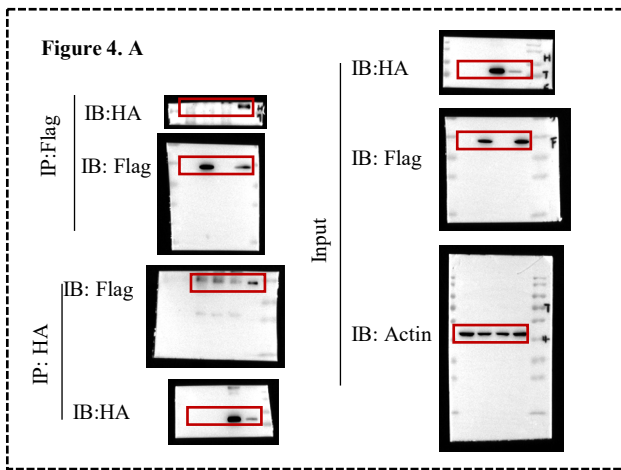 Figure 4. A
IP:Flag
IB:HA
IB: Flag
IP: HA
IB: Flag
IB:HA
Input
IB:HA
H
T
IB: Flag
F
IB: Actin